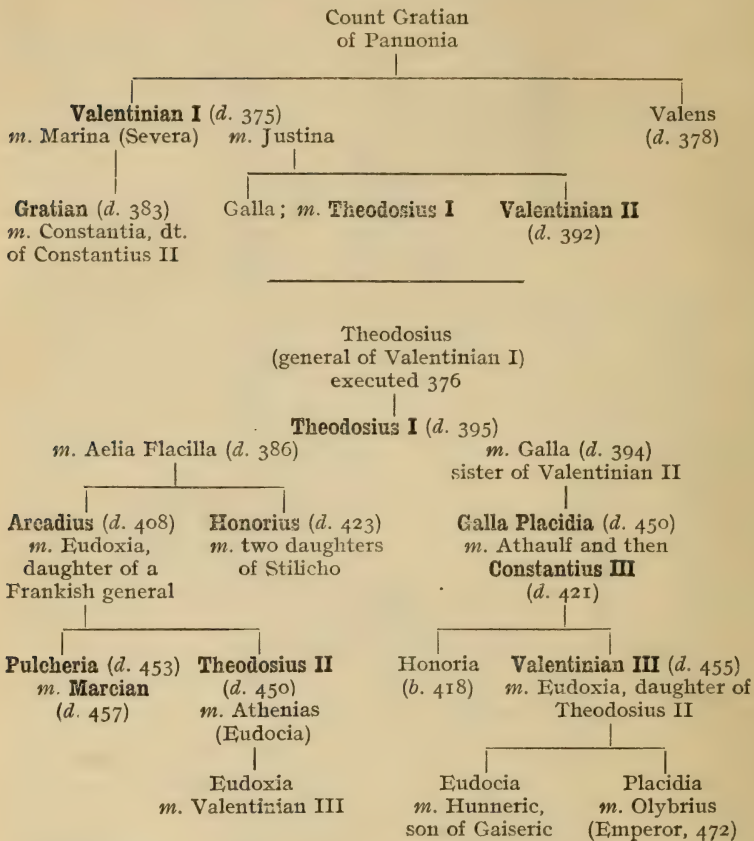 Count Gratian
of Pannonia
Valentinian I (d. 375)
m. Marina (Severa) m. Justina
Valens
(d. 378)
Gratian (d. 383)
m. Constantia, dt.
of Constantius II
Galla; m. Theodosius I
Valentinian II
(d. 392)
Theodosius
(general of Valentinian I)
executed 376
Theodosius I (d. 395)
m. Aelia Flacilla (d. 386)
m. Galla (d. 394)
sister of Valentinian II
Arcadius (d. 408)
m. Eudoxia,
daughter of a
Frankish general
Honorius (d. 423)
m. two daughters
of Stilicho
Galla Placidia (d. 450)
m. Athaulf and then
Constantius III
(d. 421)
Pulcheria (d. 453)
m. Marcian
(d. 457)
Theodosius II
(d. 450)
m. Athenias
(Eudocia)
Honoria
(b. 418)
Valentinian III (d. 455)
m. Eudoxia, daughter of
Theodosius II
Eudoxia
m. Valentinian III
Eudocia
m. Hunneric,
son of Gaiseric
Placidia
m. Olybrius
(Emperor, 472)